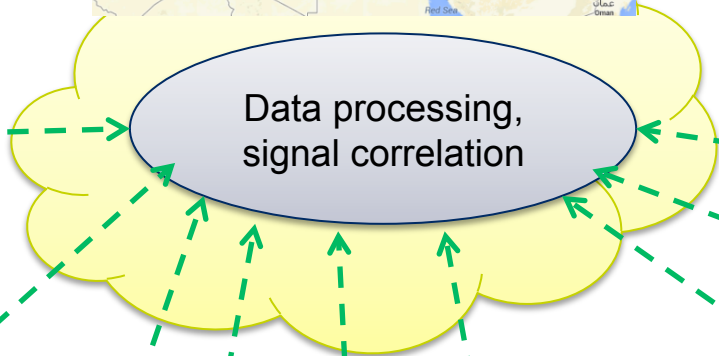 عمان
Red Sea
Oman
Data processing,
signal correlation